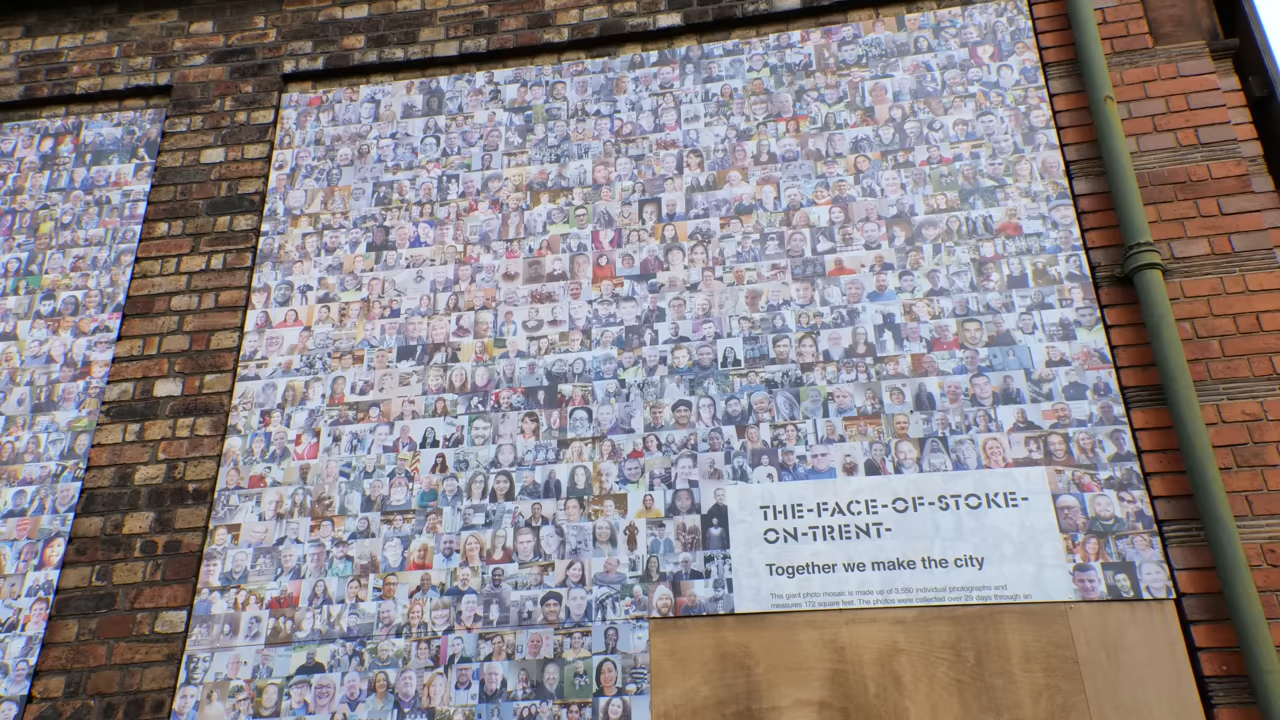 THE-FACE-OF-STOKE-
ON-TRENT-
Together we make the city
This giant photo mosaic is made up of 3,550 individual photographs and
measures 172 square feet. The photos were collected over 29 days through an